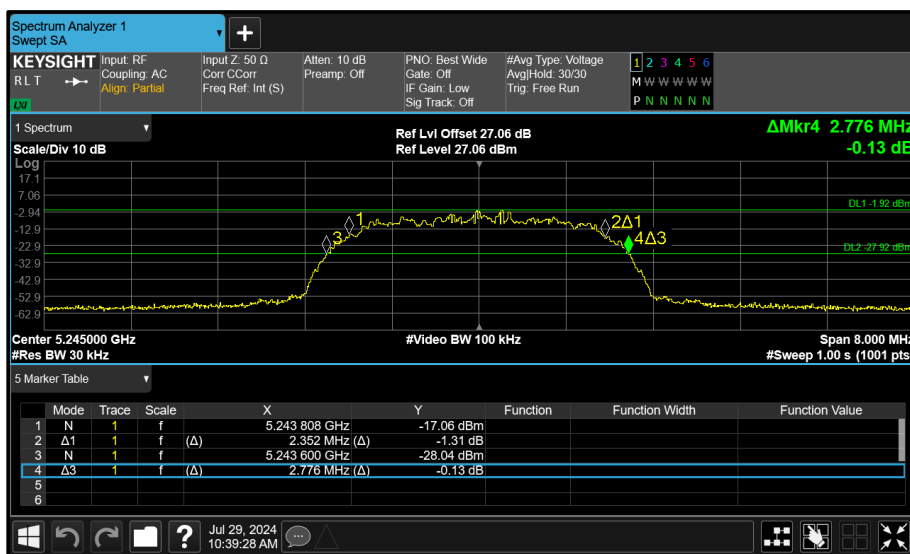 Spectrum Analyzer 1
Swept SA
+
KEYSIGHT
R L T
LXI
Input: RF
Coupling: AC
Align: Partial
Input Z: 50 Ω
Corr CCorr
Freq Ref: Int (S)
Atten: 10 dB
Preamp: Off
PNO: Best Wide
Gate: Off
IF Gain: Low
Sig Track: Off
#Avg Type: Voltage
Avg|Hold: 30/30
Trig: Free Run
1 2 3 4 5 6
M W W W W W
P N N N N N
1 Spectrum
Ref Lvl Offset 27.06 dB
ΔMkr4 2.776 MHz
Scale/Div 10 dB
Ref Level 27.06 dBm
-0.13 dB
Log
17.1
7.06
-2.94
-12.9
-22.9
-32.9
-42.9
-52.9
-62.9
DL1 -1.92 dBm
1
2Δ1
3
4Δ3
DL2 -27.92 dBm
Center 5.245000 GHz
#Video BW 100 kHz
Span 8.000 MHz
#Res BW 30 kHz
#Sweep 1.00 s (1001 pts
5 Marker Table
Mode Trace Scale X Y Function Function Width Function Value
1 N 1 f 5.243 808 GHz -17.06 dBm
2 Δ1 1 f (Δ) 2.352 MHz (Δ) -1.31 dB
3 N 1 f 5.243 600 GHz -28.04 dBm
4 Δ3 1 f (Δ) 2.776 MHz (Δ) -0.13 dB
5
6
?
Jul 29, 2024
10:39:28 AM